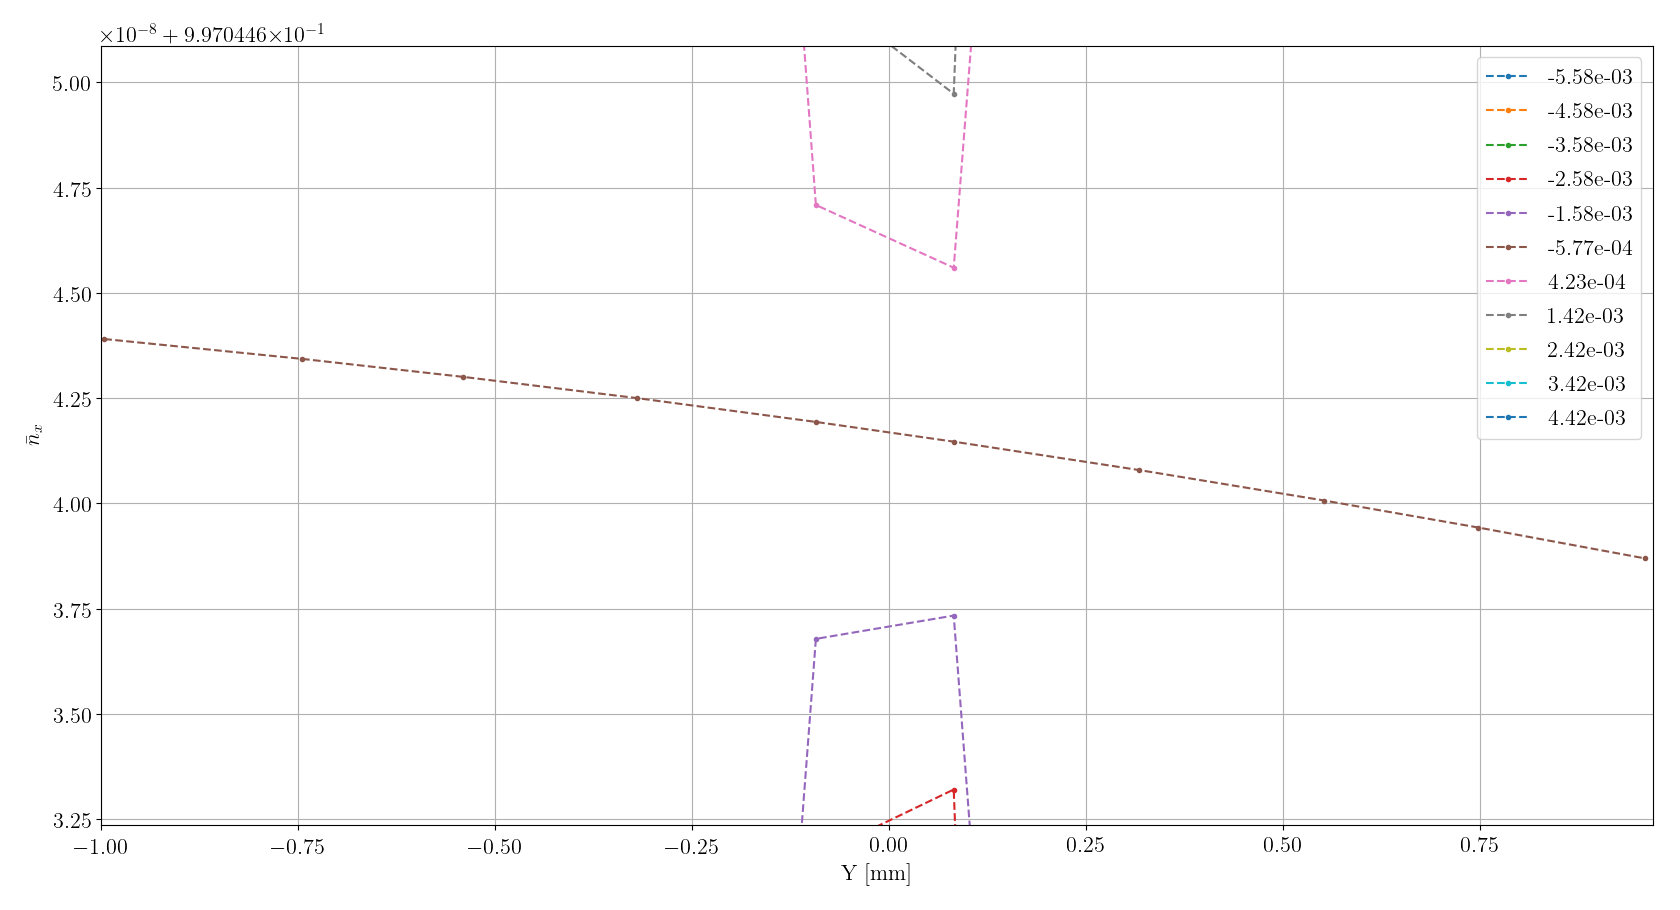 ×10⁻⁸ + 9.970446×10⁻¹
5.00
4.75
4.50
4.25
4.00
3.75
3.50
3.25
n̄ₓ
−1.00
−0.75
−0.50
−0.25
0.00
0.25
0.50
0.75
Y [mm]
-5.58e-03
-4.58e-03
-3.58e-03
-2.58e-03
-1.58e-03
-5.77e-04
4.23e-04
1.42e-03
2.42e-03
3.42e-03
4.42e-03